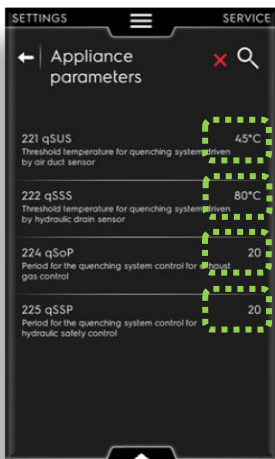 SETTINGS SERVICE
Appliance
parameters
221 qSUS 45°C
Threshold temperature for quenching system driven
by air duct sensor
222 qSSS 80°C
Threshold temperature for quenching system driven
by hydraulic drain sensor
224 qSoP 20
Period for the quenching system control for exhaust
gas control
225 qSSP 20
Period for the quenching system control for
hydraulic safety control